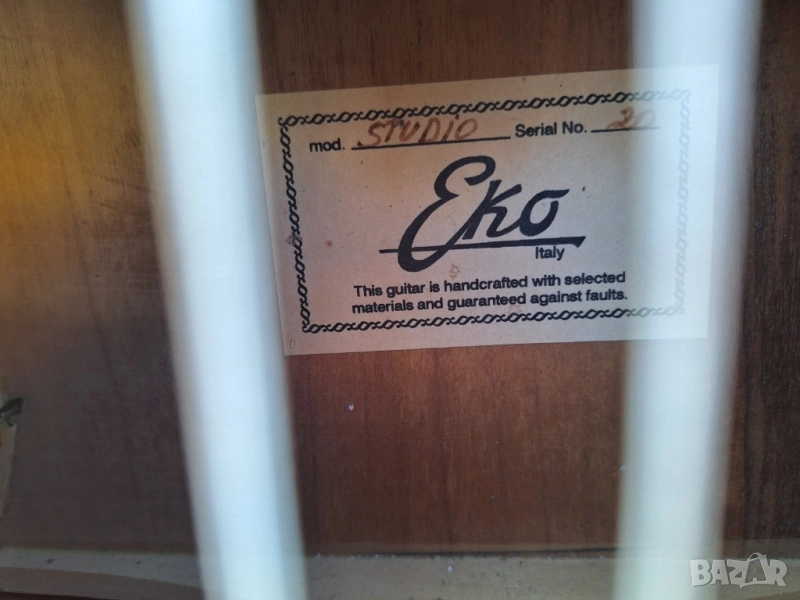 mod. STUDIO Serial No. 20
Eko
Italy
This guitar is handcrafted with selected
materials and guaranteed against faults.
BAZAR